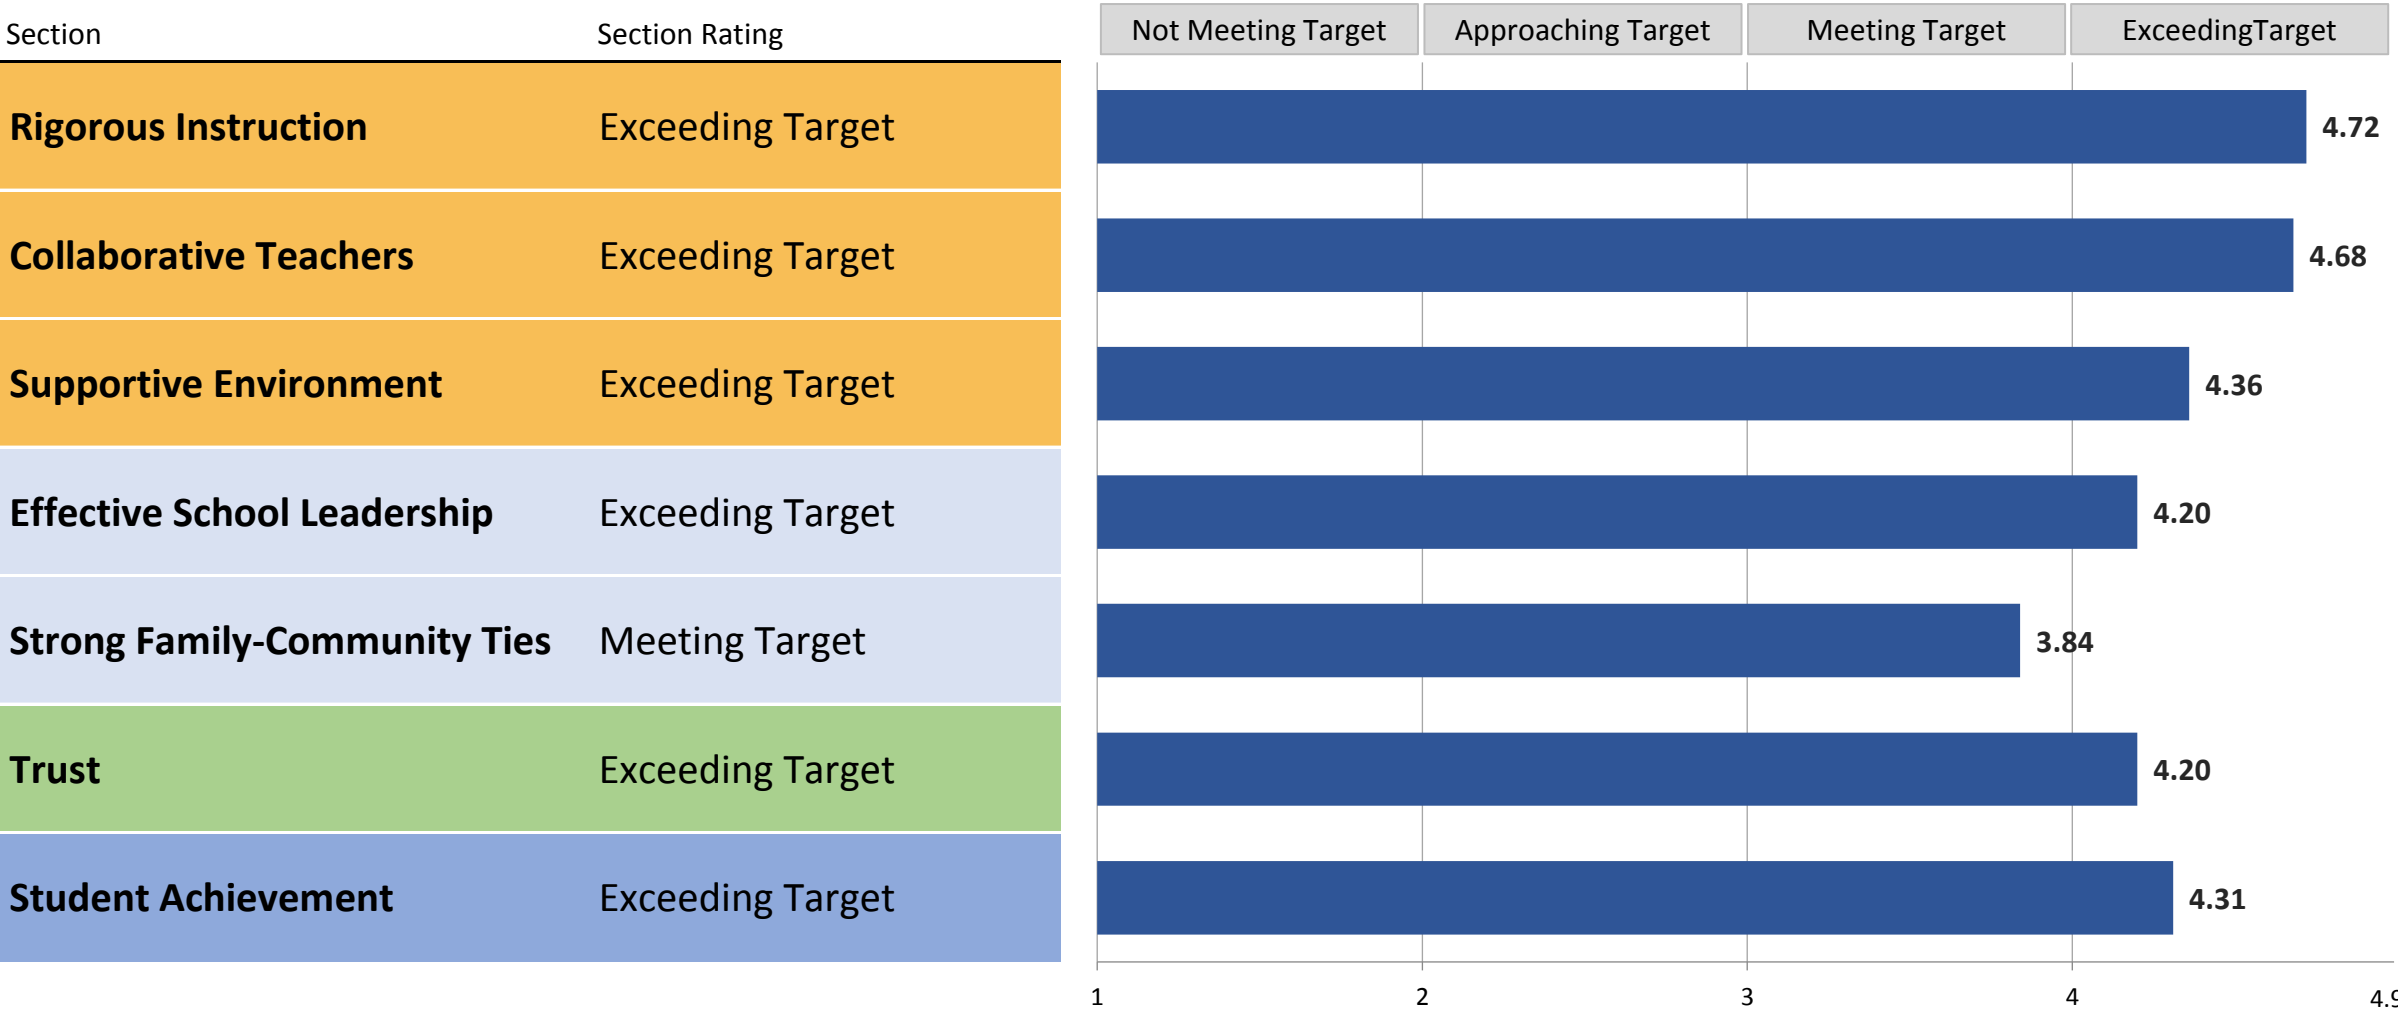 Section Section Rating Not Meeting Target Approaching Target Meeting Target ExceedingTarget
Rigorous Instruction Exceeding Target 4.72
Collaborative Teachers Exceeding Target 4.68
Supportive Environment Exceeding Target 4.36
Effective School Leadership Exceeding Target 4.20
Strong Family-Community Ties Meeting Target 3.84
Trust Exceeding Target 4.20
Student Achievement Exceeding Target 4.31
1 2 3 4 4.9